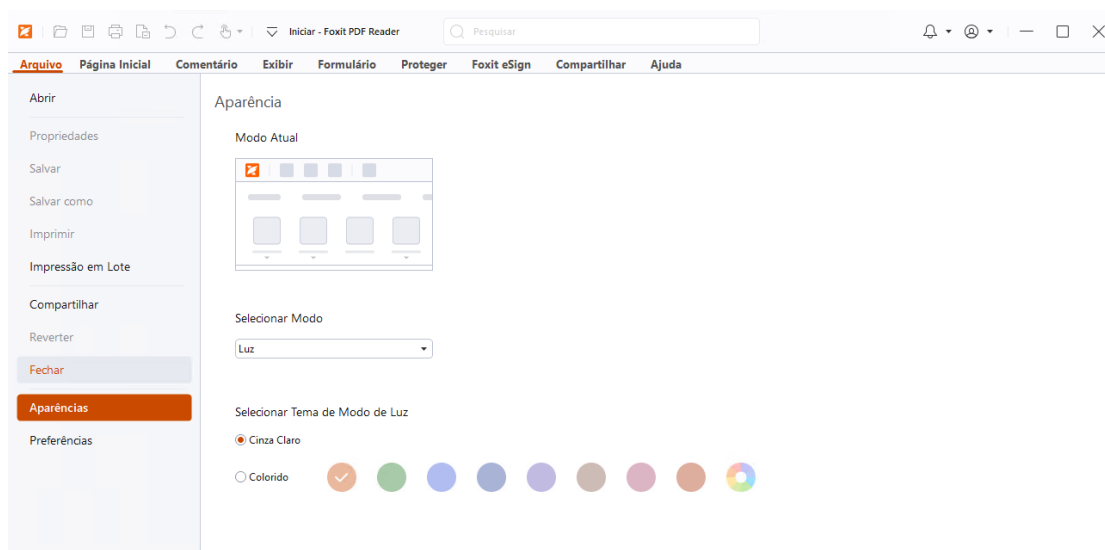 Iniciar - Foxit PDF Reader
Pesquisar
Arquivo Página Inicial Comentário Exibir Formulário Proteger Foxit eSign Compartilhar Ajuda
Abrir
Propriedades
Salvar
Salvar como
Imprimir
Impressão em Lote
Compartilhar
Reverter
Fechar
Aparências
Preferências
Aparência
Modo Atual
Selecionar Modo
Luz
Selecionar Tema de Modo de Luz
Cinza Claro
Colorido